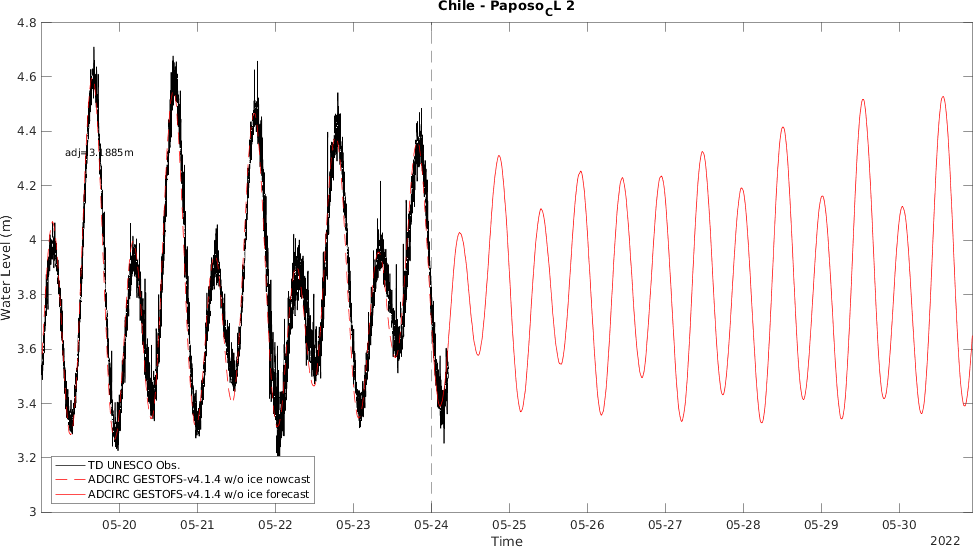 Chile - PaposoCL 2
4.8
4.6
4.4
4.2
4
3.8
3.6
3.4
3.2
3
Water Level (m)
adj=3.1885m
TD UNESCO Obs.
ADCIRC GESTOFS-v4.1.4 w/o ice nowcast
ADCIRC GESTOFS-v4.1.4 w/o ice forecast
05-20 05-21 05-22 05-23 05-24 05-25 05-26 05-27 05-28 05-29 05-30
Time
2022